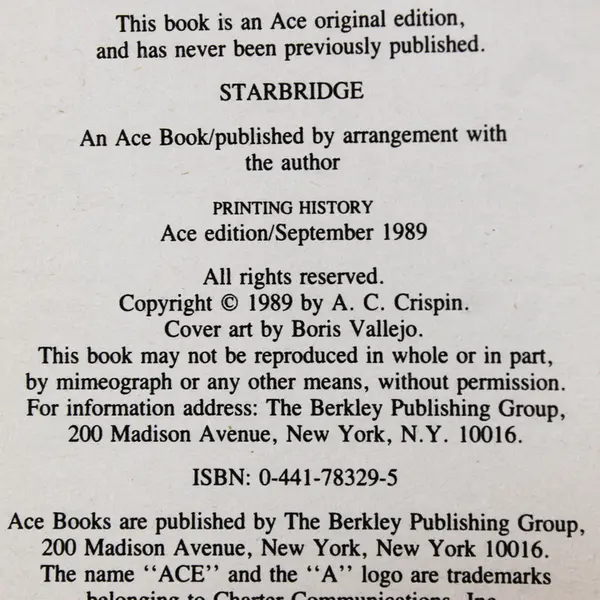 This book is an Ace original edition,
and has never been previously published.
STARBRIDGE
An Ace Book/published by arrangement with
the author
PRINTING HISTORY
Ace edition/September 1989
All rights reserved.
Copyright © 1989 by A. C. Crispin.
Cover art by Boris Vallejo.
This book may not be reproduced in whole or in part,
by mimeograph or any other means, without permission.
For information address: The Berkley Publishing Group,
200 Madison Avenue, New York, N.Y. 10016.
ISBN: 0-441-78329-5
Ace Books are published by The Berkley Publishing Group,
200 Madison Avenue, New York, New York 10016.
The name “ACE” and the “A” logo are trademarks
belonging to Charter Communications, Inc.